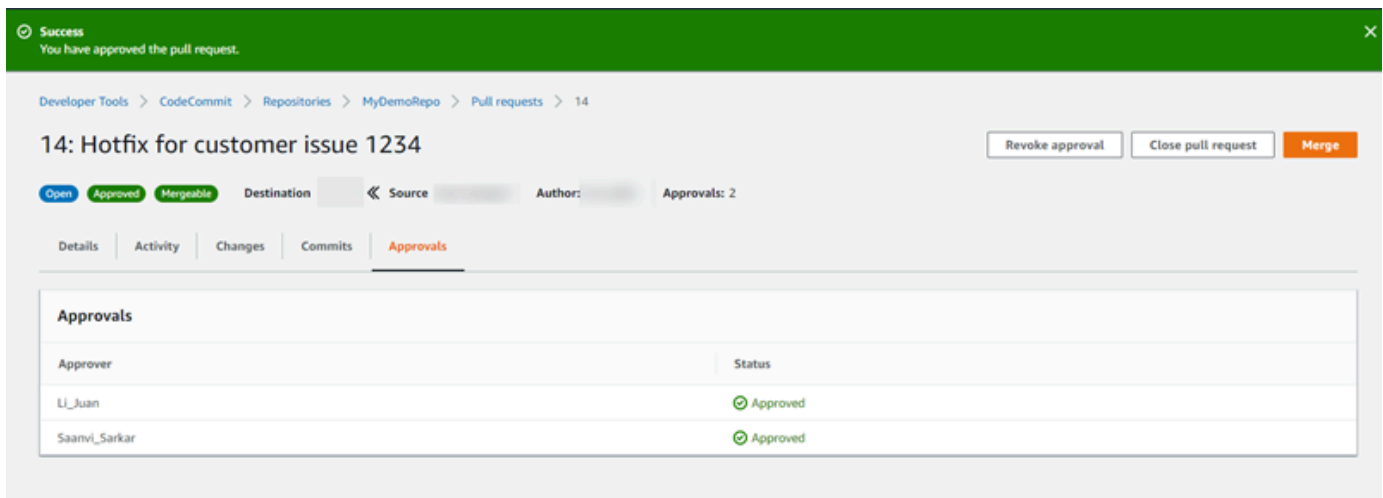 Success
You have approved the pull request.
Developer Tools > CodeCommit > Repositories > MyDemoRepo > Pull requests > 14
14: Hotfix for customer issue 1234
Revoke approval Close pull request Merge
Open Approved Mergeable Destination Source Author: Approvals: 2
Details Activity Changes Commits Approvals
Approvals
Approver Status
Li_Juan Approved
Saanvi_Sarkar Approved